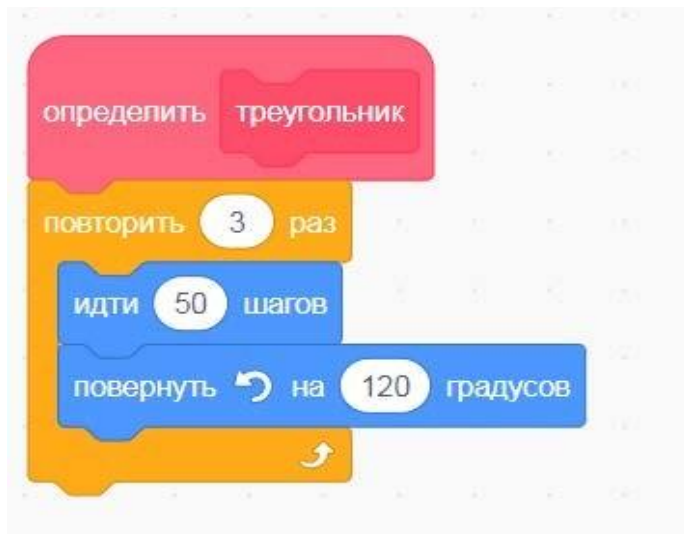 определить треугольник
повторить 3 раз
идти 50 шагов
повернуть на 120 градусов